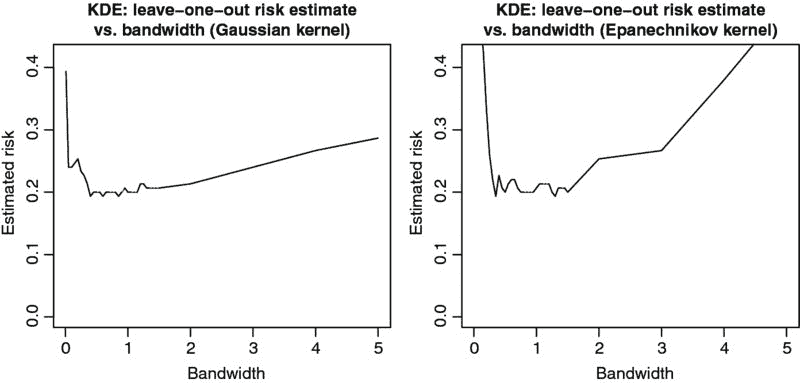 KDE: leave-one-out risk estimate
vs. bandwidth (Gaussian kernel)
Estimated risk
0.4
0.3
0.2
0.1
0.0
0 1 2 3 4 5
Bandwidth
KDE: leave-one-out risk estimate
vs. bandwidth (Epanechnikov kernel)
Estimated risk
0.4
0.3
0.2
0.1
0.0
0 1 2 3 4 5
Bandwidth